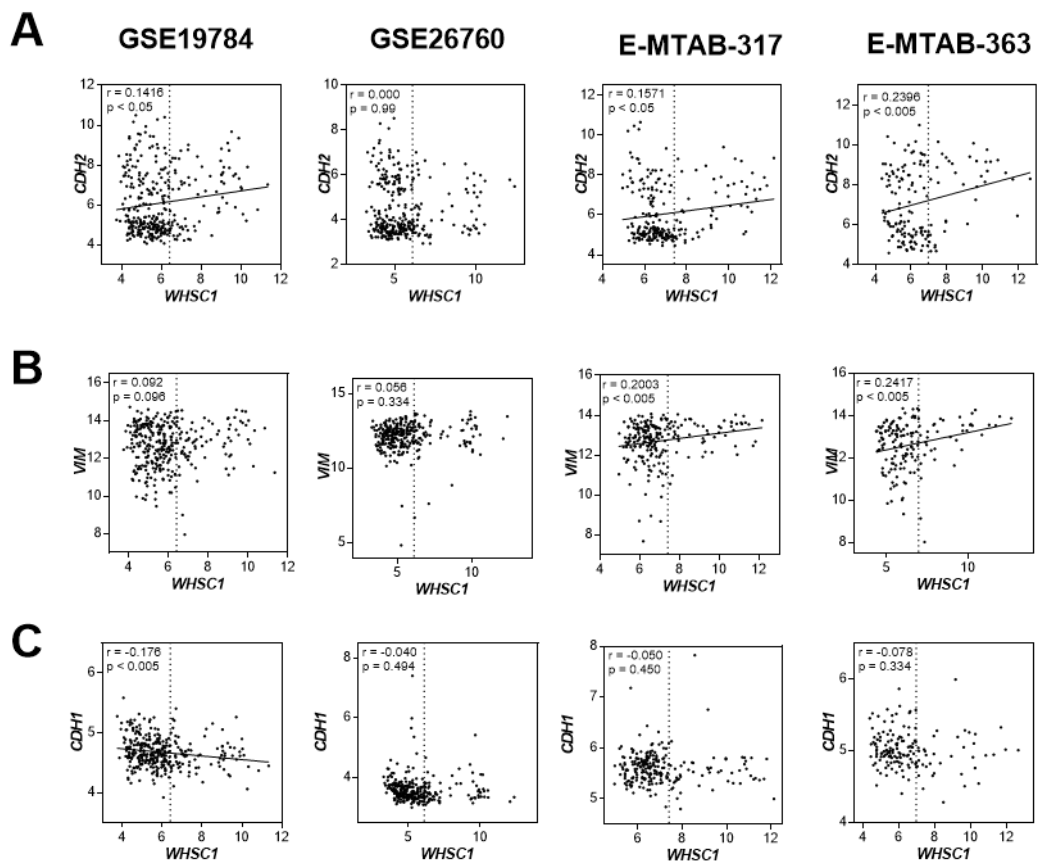 A
GSE19784
GSE26760
E-MTAB-317
E-MTAB-363
r = 0.1416
p < 0.05
CDH2
12
10
8
6
4
4
6
8
10
12
WHSC1
r = 0.000
p = 0.99
CDH2
10
8
6
4
2
5
10
WHSC1
r = 0.1571
p < 0.05
CDH2
12
10
8
6
4
4
6
8
10
12
WHSC1
r = 0.2396
p < 0.005
CDH2
12
10
8
6
4
4
6
8
10
12
WHSC1
B
r = 0.092
p = 0.096
VIM
16
14
12
10
8
4
6
8
10
12
WHSC1
r = 0.056
p = 0.334
VIM
15
10
5
5
10
WHSC1
r = 0.2003
p < 0.005
VIM
16
14
12
10
8
4
6
8
10
12
WHSC1
r = 0.2417
p < 0.005
VIM
16
14
12
10
8
5
10
WHSC1
C
r = -0.176
p < 0.005
CDH1
6
5
4
4
6
8
10
12
WHSC1
r = -0.040
p = 0.494
CDH1
8
6
4
5
10
WHSC1
r = -0.050
p = 0.450
CDH1
8
7
6
5
6
8
10
12
WHSC1
r = -0.078
p = 0.334
CDH1
6
5
4
4
6
8
10
12
WHSC1